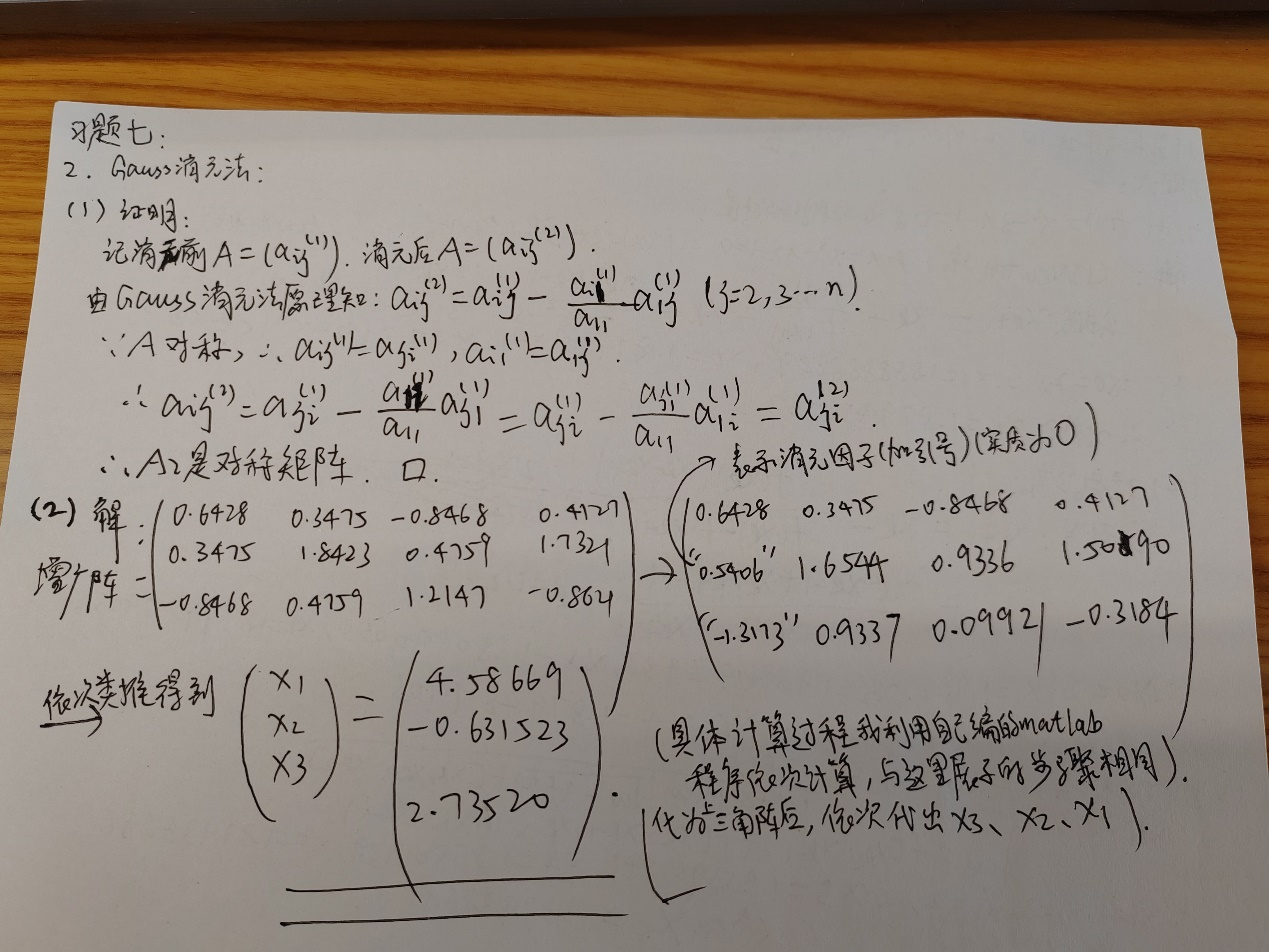 习题七:
2. Gauss消元法:
(1) 证明:
记消元前A=(aij^(1)). 消元后A=(aij^(2)).
由Gauss消元法原理知: aij^(2)=aij^(1) - ai1^(1)/a11 a1j^(1) (j=2,3…n).
∵A对称, ∴ aij^(1)=aji^(1), ai1^(1)=a1j^(1).
∴ aij^(2)=aji^(1) - a1i^(1)/a11 aj1^(1) = aji^(1) - aj1^(1)/a11 a1i^(1) = aji^(2).
∴A2是对称矩阵. □.
→表示消元因子(加引号)(实质为0)
(2) 解:
增广阵=
(0.6428 0.3475 -0.8468 0.4127
0.3475 1.8423 0.4759 1.7321
-0.8468 0.4759 1.2147 -0.8621)
→
(0.6428 0.3475 -0.8468 0.4127
"0.5406" 1.6544 0.9336 1.5090
"-1.3173" 0.9337 0.09921 -0.3184)
依次类推得到
(x1
x2
x3)
=
(4.58669
-0.631523
2.73520).
(具体计算过程我利用自己编的matlab
程序依次计算,与这里展示的步骤相同).
(化为上三角阵后,依次代出x3、x2、x1).